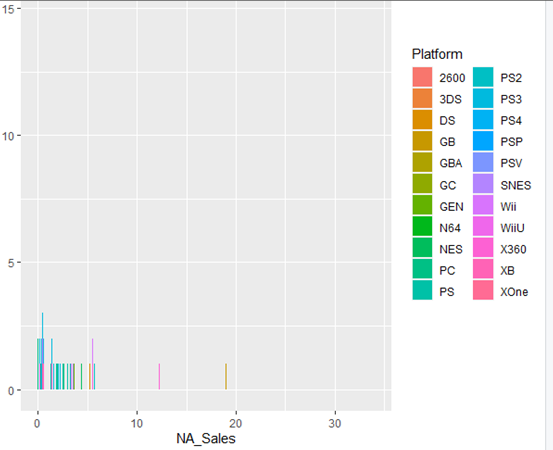 15
10
5
0
0
10
20
30
NA_Sales
Platform
2600
3DS
DS
GB
GBA
GC
GEN
N64
NES
PC
PS
PS2
PS3
PS4
PSP
PSV
SNES
Wii
WiiU
X360
XB
XOne